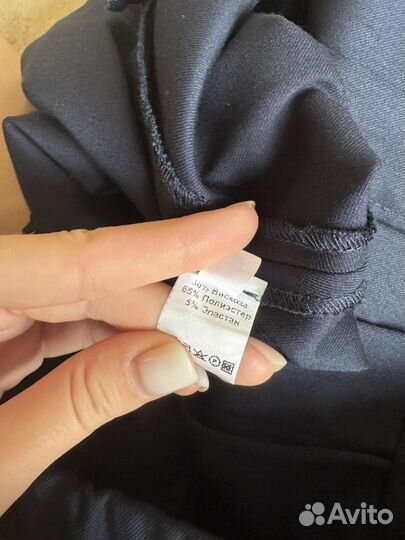 30% Вискоза
65% Полиэстер
5% Эластан
Avito